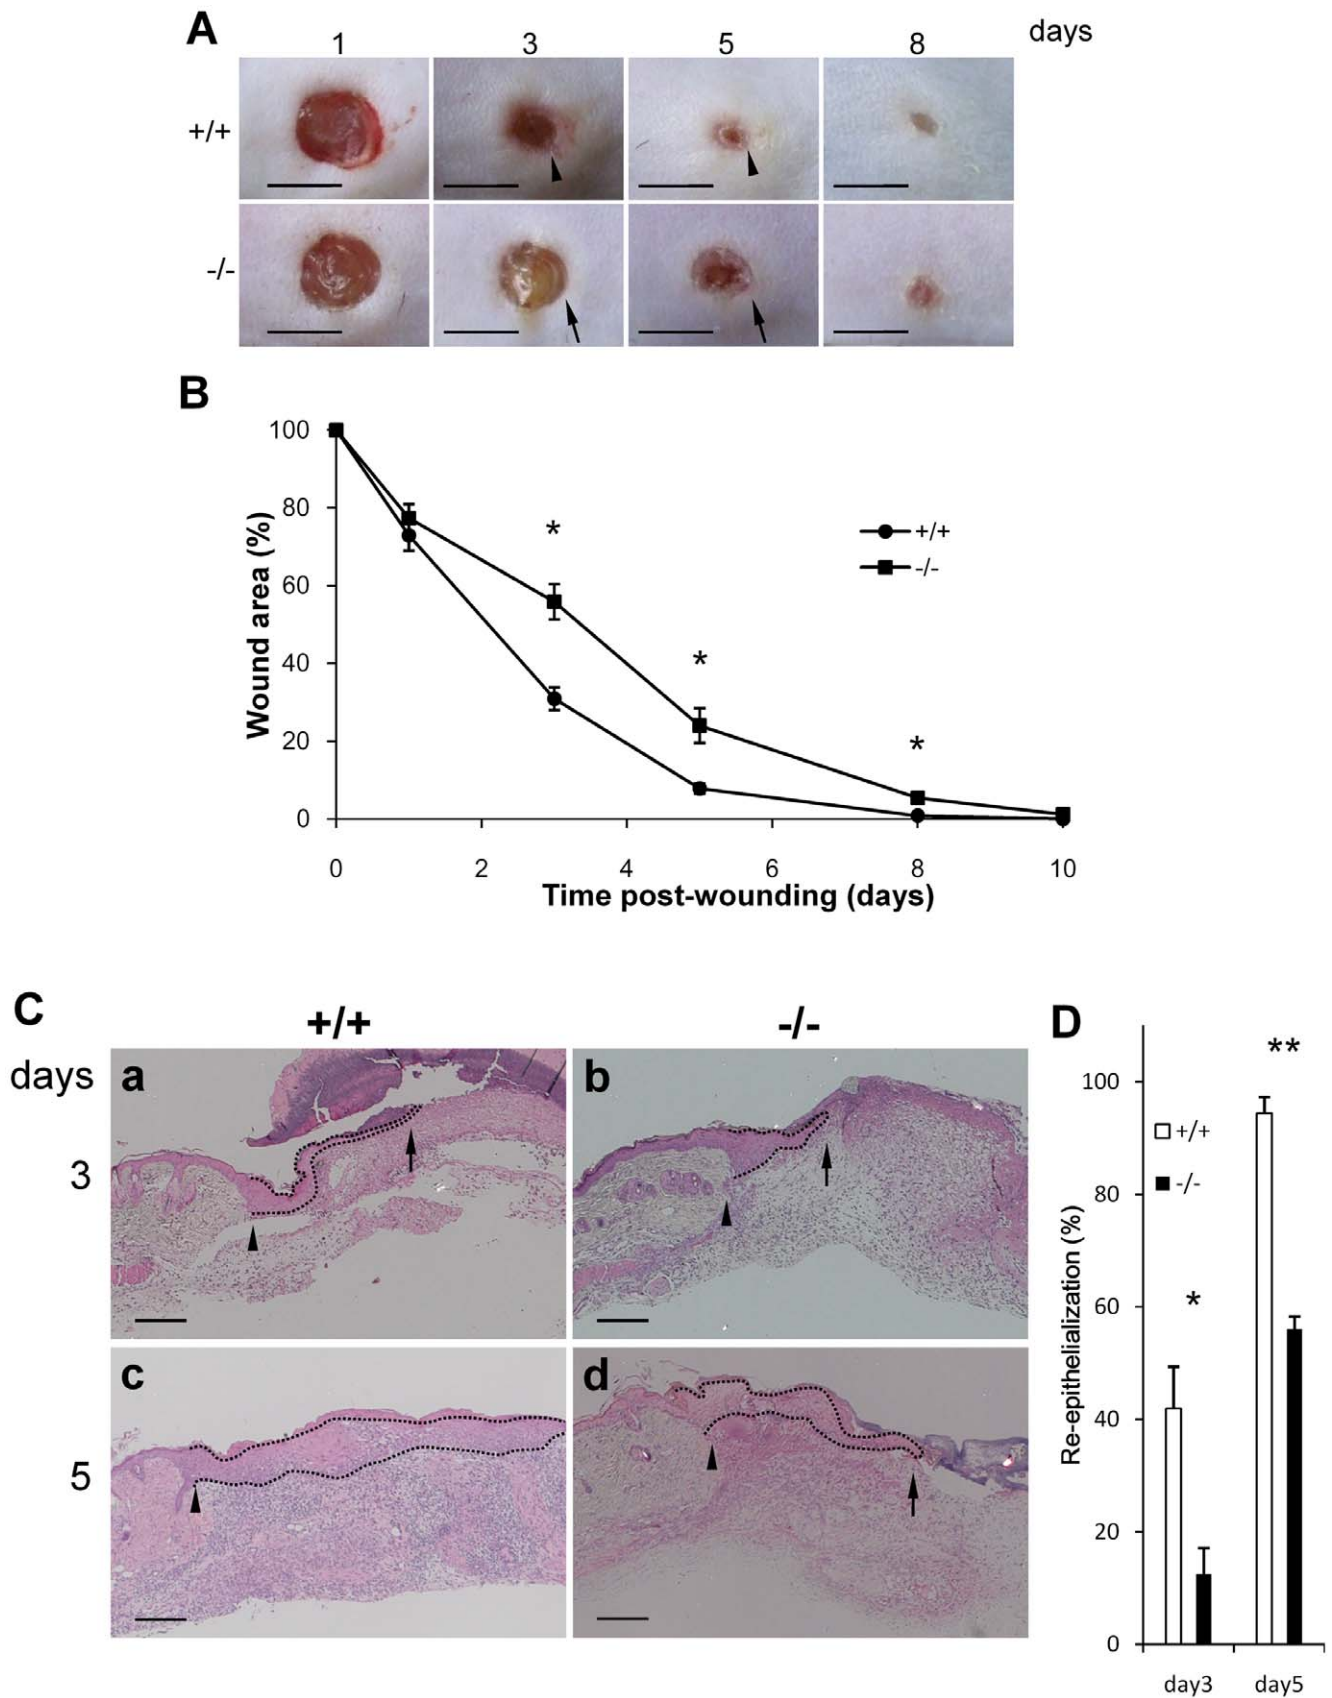 A
1 3 5 8 days
+/+
-/-
B
100
80
60
40
20
0
Wound area (%)
*
*
*
+/+
-/-
0 2 4 6 8 10
Time post-wounding (days)
C
+/+ -/-
days
3
5
a
b
c
d
D
100
80
60
40
20
0
Re-epithelialization (%)
+/+
-/-
*
**
day3 day5